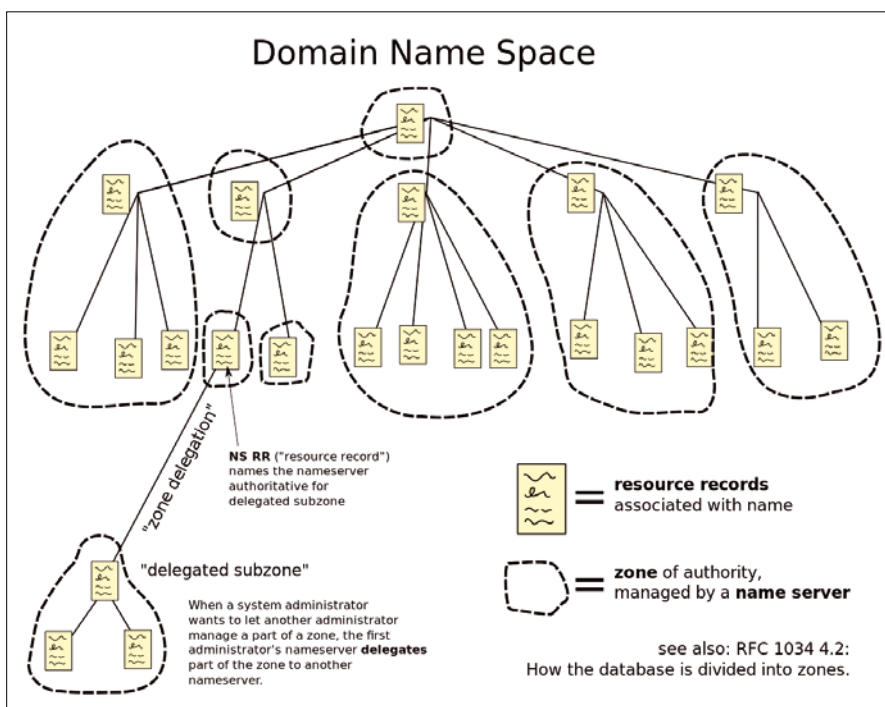 Domain Name Space
NS RR ("resource record")
names the nameserver
authoritative for
delegated subzone
"zone delegation"
resource records
associated with name
"delegated subzone"
When a system administrator
wants to let another administrator
manage a part of a zone, the first
administrator's nameserver delegates
part of the zone to another
nameserver.
zone of authority,
managed by a name server
see also: RFC 1034 4.2:
How the database is divided into zones.